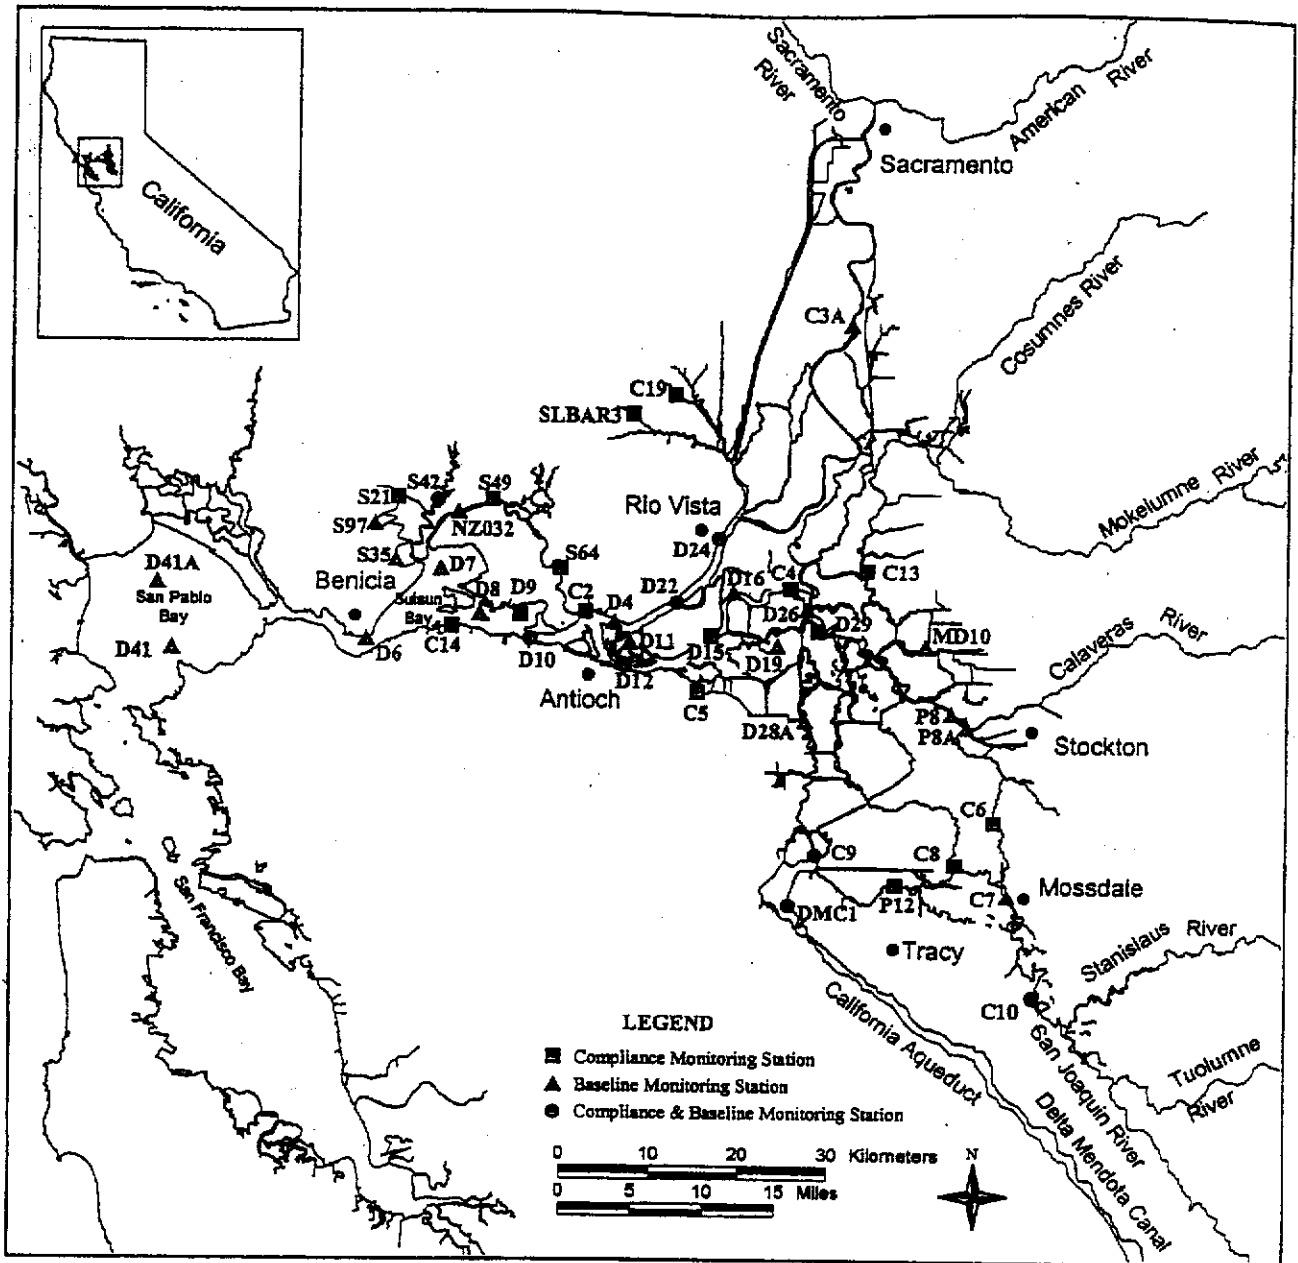 Sacramento
River
American River
Sacramento
California
Cosumnes River
C3A
C19
SLBAR3
Mokelumne River
S21
S42
S49
S97
NZ032
Rio Vista
D24
S35
D7
S64
C4
C13
D41A
San Pablo
Bay
Benicia
Suisun
Bay
D8
D9
C2
D4
D22
D16
D26
D29
MD10
Calaveras River
D41
D6
C14
D10
D11
D12
D15
D19
Antioch
C5
D28A
P8
P8A
Stockton
C6
C9
C8
San Francisco Bay
DMC1
P12
C7
Mossdale
Tracy
Stanislaus River
C10
LEGEND
Compliance Monitoring Station
Baseline Monitoring Station
Compliance & Baseline Monitoring Station
California Aqueduct
San Joaquin River
Delta Mendota Canal
Tuolumne
River
0 10 20 30 Kilometers
0 5 10 15 Miles
N